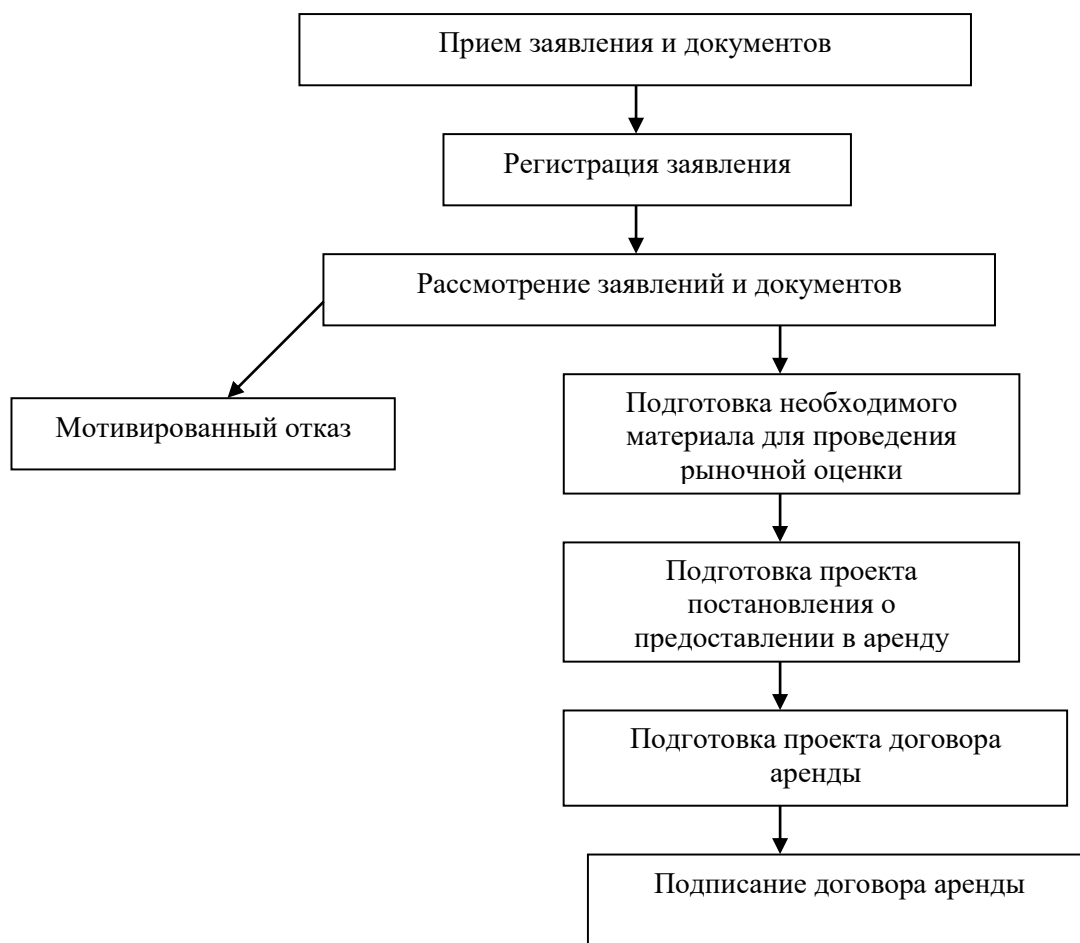 Прием заявления и документов
Регистрация заявления
Рассмотрение заявлений и документов
Мотивированный отказ
Подготовка необходимого
материала для проведения
рыночной оценки
Подготовка проекта
постановления о
предоставлении в аренду
Подготовка проекта договора
аренды
Подписание договора аренды